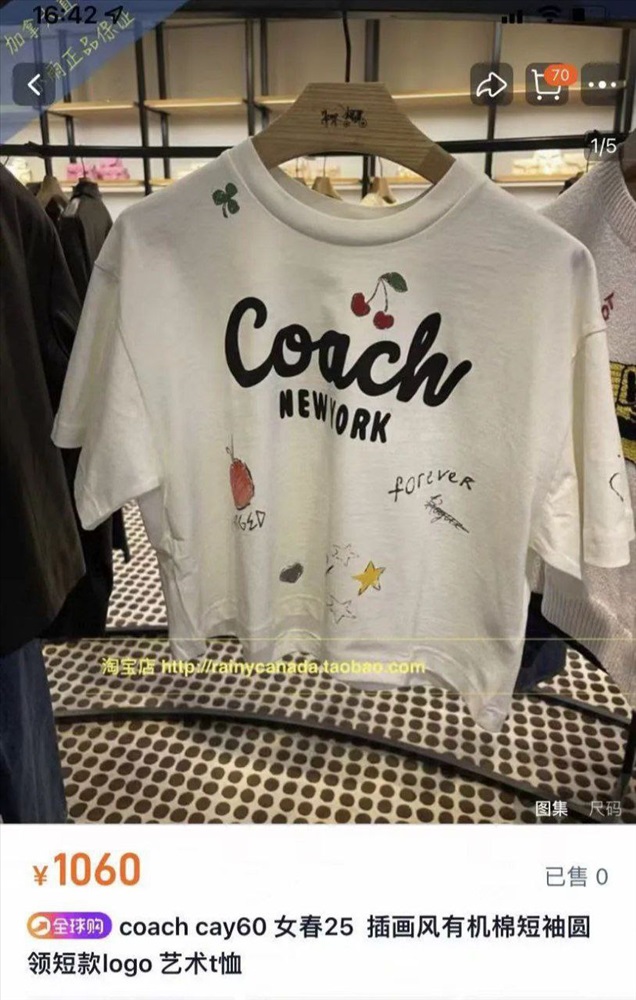 16:42
70
1/5
Coach
NEW YORK
forever
淘宝店 http://rainycanada.taobao.com
图集 尺码
¥1060
已售 0
全球购 coach cay60 女春25 插画风有机棉短袖圆
领短款logo 艺术t恤